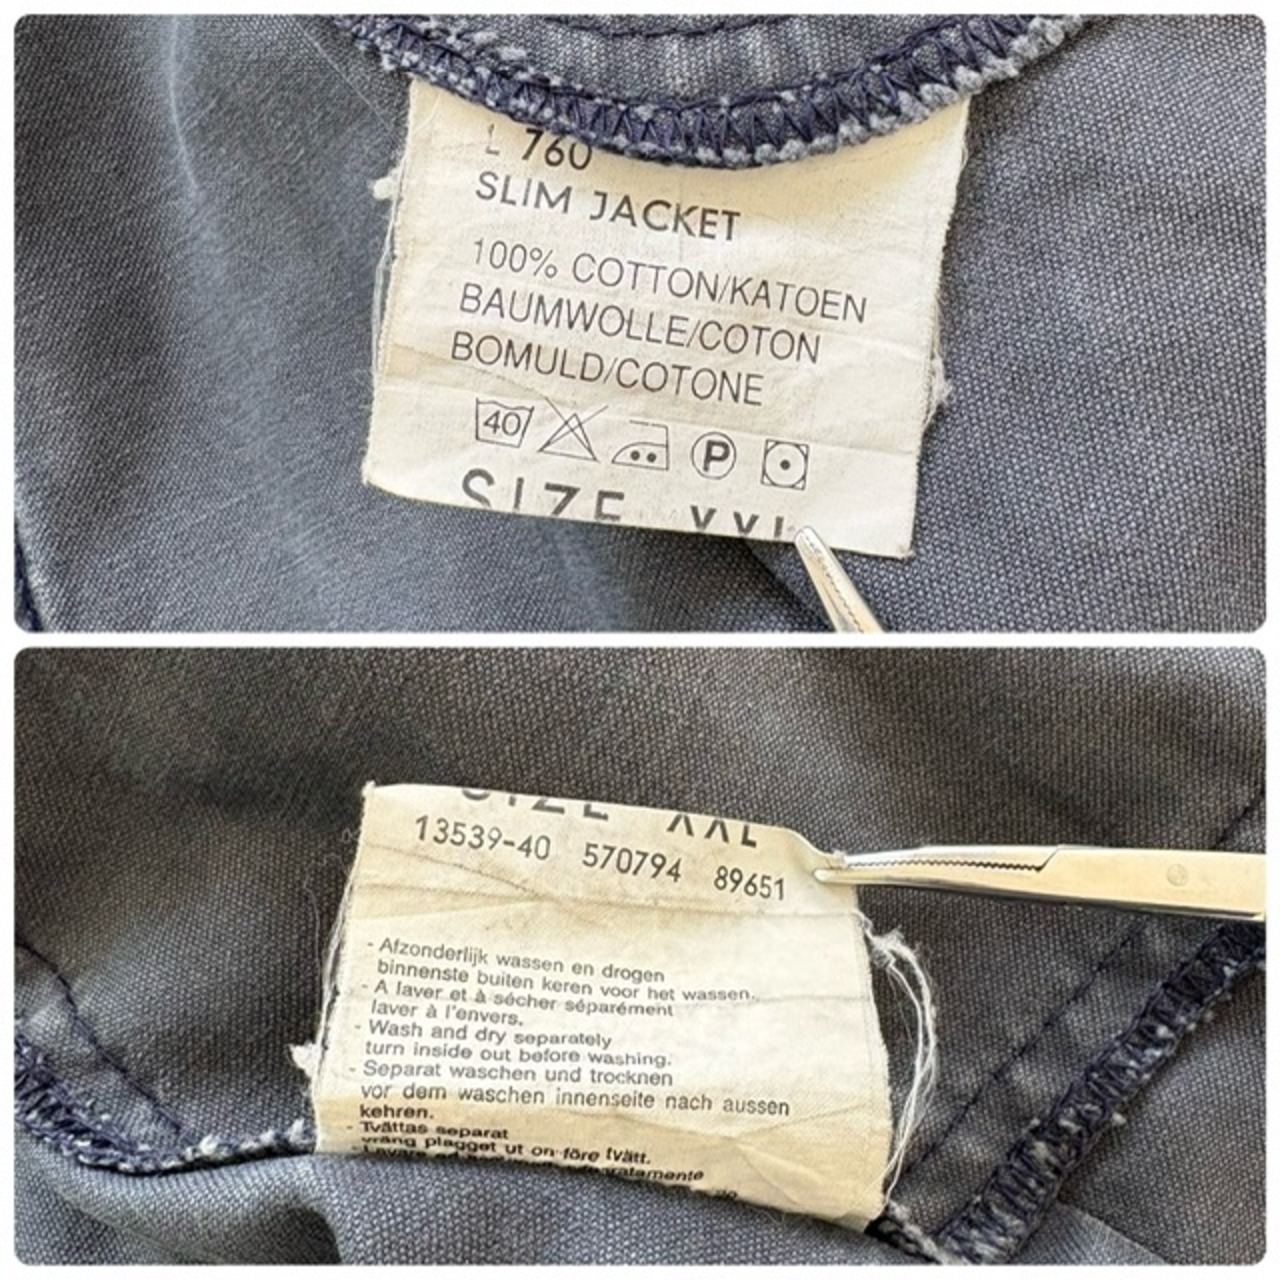 L 760
SLIM JACKET
100% COTTON/KATOEN
BAUMWOLLE/COTON
BOMULD/COTONE
40 P
SIZE XXL
SIZE XXL
13539-40 570794 89651
- Afzonderlijk wassen en drogen
binnenste buiten keren voor het wassen.
- A laver et à sécher séparément
laver à l'envers.
- Wash and dry separately
turn inside out before washing.
- Separat waschen und trocknen
vor dem waschen innenseite nach aussen
kehren.
- Tvättas separat
vräng plagget ut on före tvätt.
- Lavare